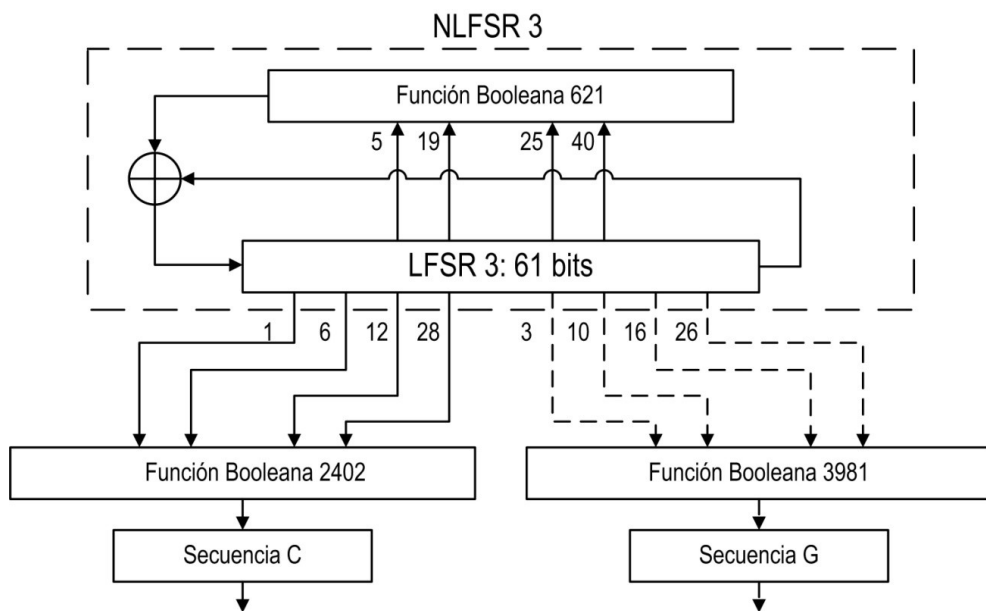 NLFSR 3
Función Booleana 621
5 19 25 40
LFSR 3: 61 bits
1 6 12 28 3 10 16 26
Función Booleana 2402
Función Booleana 3981
Secuencia C
Secuencia G